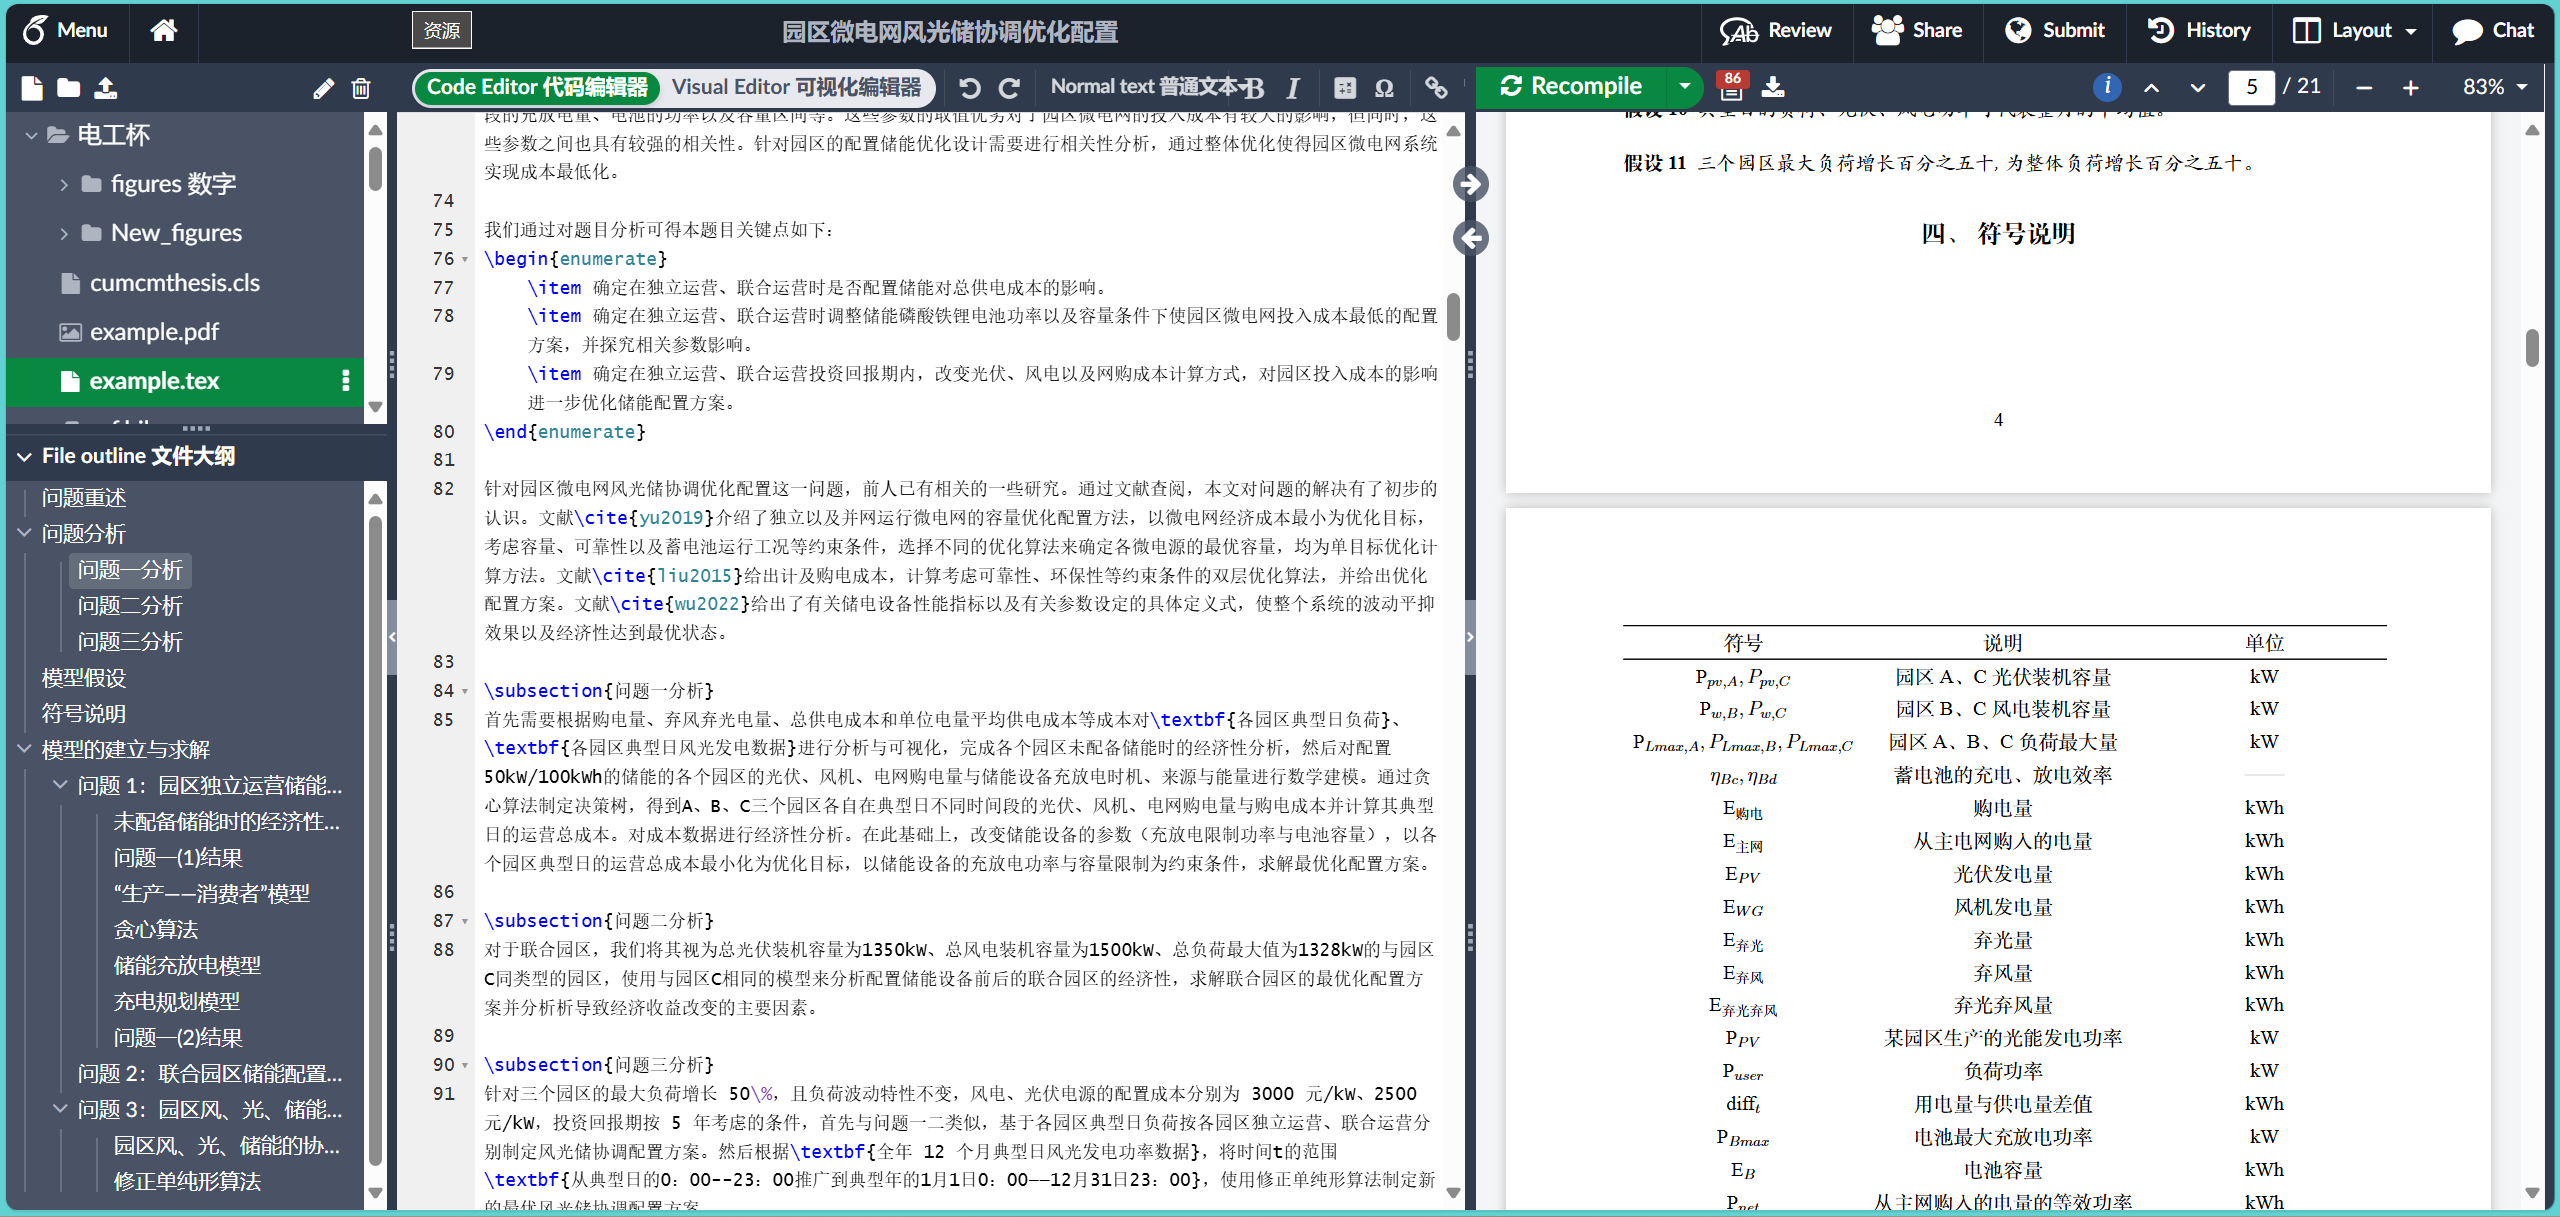 Menu
资源
园区微电网风光储协调优化配置
Review
Share
Submit
History
Layout
Chat
Code Editor 代码编辑器
Visual Editor 可视化编辑器
Normal text 普通文本
B
I
Ω
Recompile
86
i
5
/ 21
83%
电工杯
figures 数字
New_figures
cumcmthesis.cls
example.pdf
example.tex
File outline 文件大纲
问题重述
问题分析
问题一分析
问题二分析
问题三分析
模型假设
符号说明
模型的建立与求解
问题 1：园区独立运营储能...
未配备储能时的经济性...
问题一(1)结果
“生产——消费者”模型
贪心算法
储能充放电模型
充电规划模型
问题一(2)结果
问题 2：联合园区储能配置...
问题 3：园区风、光、储能...
园区风、光、储能的协...
修正单纯形算法
段的充放电量、电池的功率以及容量区间等。这些参数的取值优劣对于园区微电网的投入成本有较大的影响，但同时，这
些参数之间也具有较强的相关性。针对园区的配置储能优化设计需要进行相关性分析，通过整体优化使得园区微电网系统
实现成本最低化。
74
75 我们通过对题目分析可得本题目关键点如下：
76 \begin{enumerate}
77 \item 确定在独立运营、联合运营时是否配置储能对总供电成本的影响。
78 \item 确定在独立运营、联合运营时调整储能磷酸铁锂电池功率以及容量条件下使园区微电网投入成本最低的配置
方案，并探究相关参数影响。
79 \item 确定在独立运营、联合运营投资回报期内，改变光伏、风电以及网购成本计算方式，对园区投入成本的影响
进一步优化储能配置方案。
80 \end{enumerate}
81
82 针对园区微电网风光储协调优化配置这一问题，前人已有相关的一些研究。通过文献查阅，本文对问题的解决有了初步的
认识。文献\cite{yu2019}介绍了独立以及并网运行微电网的容量优化配置方法，以微电网经济成本最小为优化目标，
考虑容量、可靠性以及蓄电池运行工况等约束条件，选择不同的优化算法来确定各微电源的最优容量，均为单目标优化计
算方法。文献\cite{liu2015}给出计及购电成本，计算考虑可靠性、环保性等约束条件的双层优化算法，并给出优化
配置方案。文献\cite{wu2022}给出了有关储电设备性能指标以及有关参数设定的具体定义式，使整个系统的波动平抑
效果以及经济性达到最优状态。
83
84 \subsection{问题一分析}
85 首先需要根据购电量、弃风弃光电量、总供电成本和单位电量平均供电成本等成本对\textbf{各园区典型日负荷}、
\textbf{各园区典型日风光发电数据}进行分析与可视化，完成各个园区未配备储能时的经济性分析，然后对配置
50kW/100kWh的储能的各个园区的光伏、风机、电网购电量与储能设备充放电时机、来源与能量进行数学建模。通过贪
心算法制定决策树，得到A、B、C三个园区各自在典型日不同时间段的光伏、风机、电网购电量与购电成本并计算其典型
日的运营总成本。对成本数据进行经济性分析。在此基础上，改变储能设备的参数（充放电限制功率与电池容量），以各
个园区典型日的运营总成本最小化为优化目标，以储能设备的充放电功率与容量限制为约束条件，求解最优化配置方案。
86
87 \subsection{问题二分析}
88 对于联合园区，我们将其视为总光伏装机容量为1350kW、总风电装机容量为1500kW、总负荷最大值为1328kW的与园区
C同类型的园区，使用与园区C相同的模型来分析配置储能设备前后的联合园区的经济性，求解联合园区的最优化配置方
案并分析析导致经济收益改变的主要因素。
89
90 \subsection{问题三分析}
91 针对三个园区的最大负荷增长 50\%，且负荷波动特性不变，风电、光伏电源的配置成本分别为 3000 元/kW、2500
元/kW，投资回报期按 5 年考虑的条件，首先与问题一二类似，基于各园区典型日负荷按各园区独立运营、联合运营分
别制定风光储协调配置方案。然后根据\textbf{全年 12 个月典型日风光发电功率数据}，将时间t的范围
\textbf{从典型日的0：00--23：00推广到典型年的1月1日0：00——12月31日23：00}，使用修正单纯形算法制定新
的最优风光储协调配置方案
假设 11 三个园区最大负荷增长百分之五十, 为整体负荷增长百分之五十。
四、 符号说明
4
符号 说明 单位
P_{pv,A}, P_{pv,C} 园区 A、C 光伏装机容量 kW
P_{w,B}, P_{w,C} 园区 B、C 风电装机容量 kW
P_{Lmax,A}, P_{Lmax,B}, P_{Lmax,C} 园区 A、B、C 负荷最大量 kW
η_{Bc}, η_{Bd} 蓄电池的充电、放电效率 ——
E_{购电} 购电量 kWh
E_{主网} 从主电网购入的电量 kWh
E_{PV} 光伏发电量 kWh
E_{WG} 风机发电量 kWh
E_{弃光} 弃光量 kWh
E_{弃风} 弃风量 kWh
E_{弃光弃风} 弃光弃风量 kWh
P_{PV} 某园区生产的光能发电功率 kW
P_{user} 负荷功率 kW
diff_t 用电量与供电量差值 kWh
P_{Bmax} 电池最大充放电功率 kW
E_B 电池容量 kWh
P_{net} 从主网购入的电量的等效功率 kWh